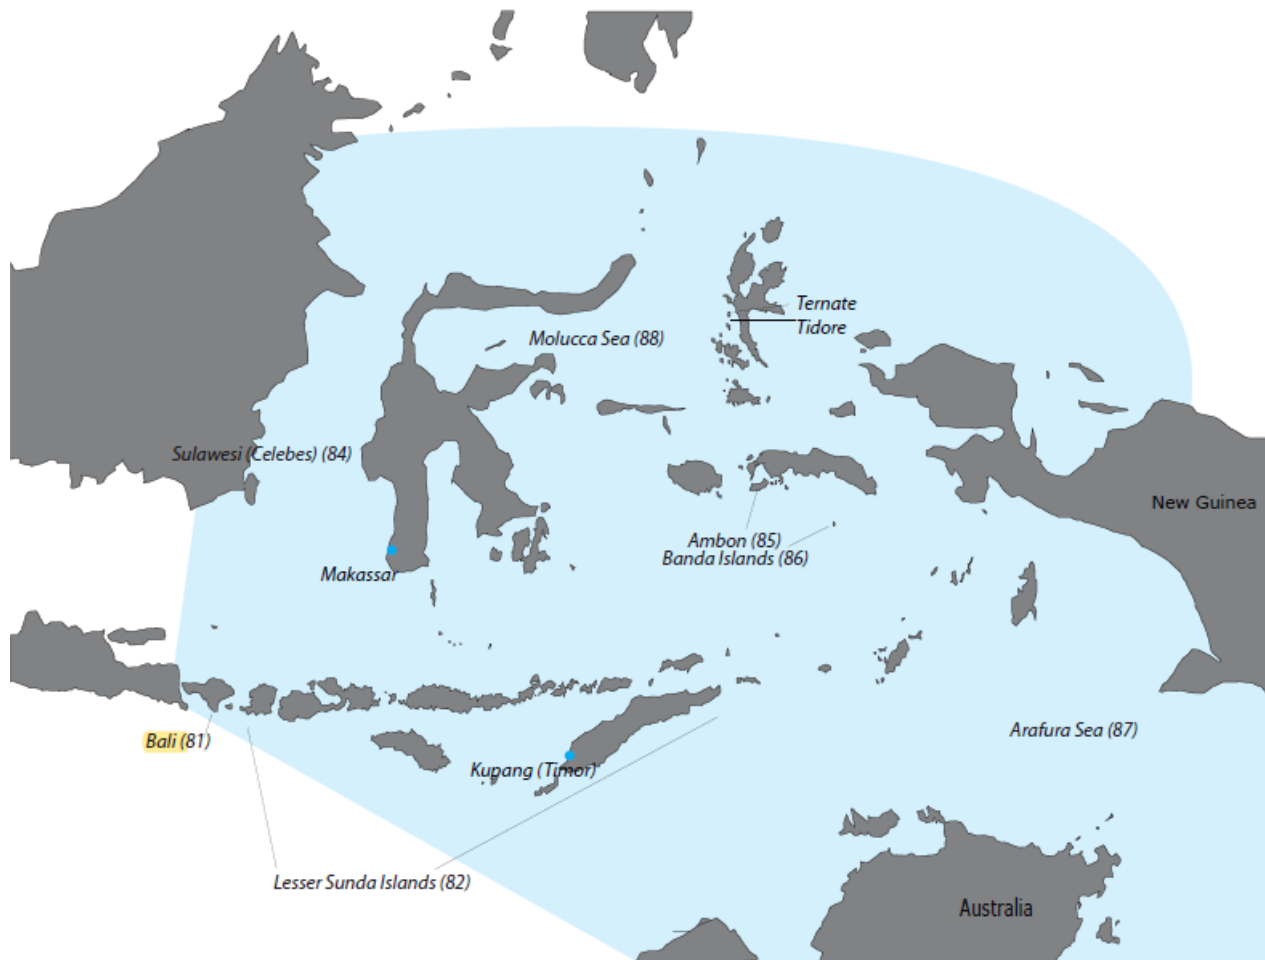 Ternate
Tidore
Molucca Sea (88)
Sulawesi (Celebes) (84)
New Guinea
Ambon (85)
Banda Islands (86)
Makassar
Arafura Sea (87)
Bali (81)
Kupang (Timor)
Lesser Sunda Islands (82)
Australia